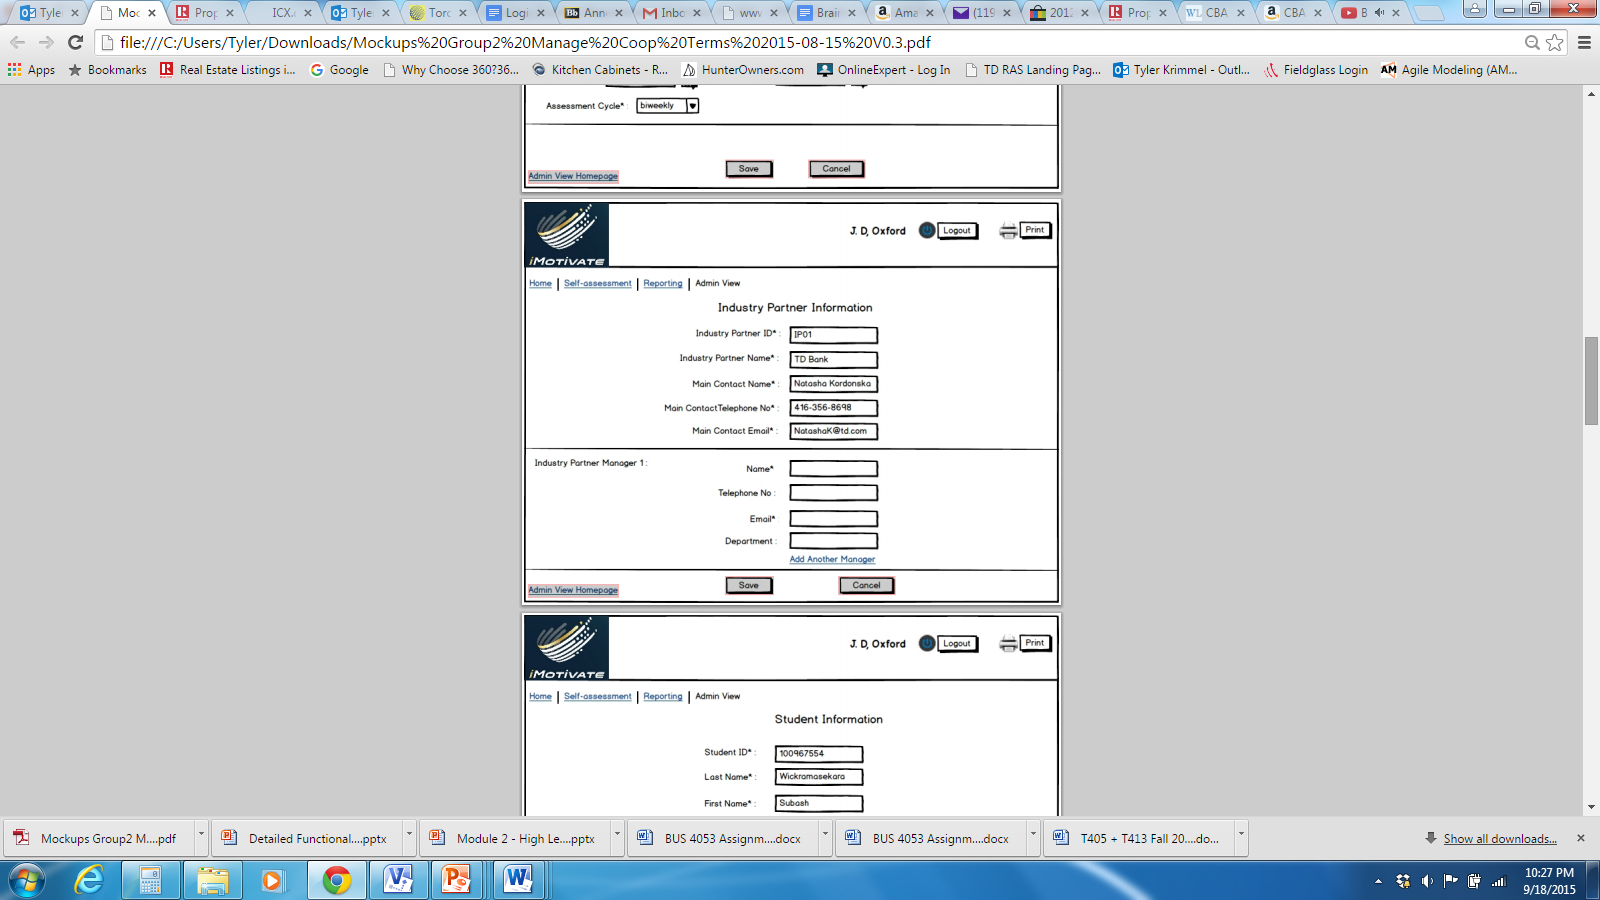 Tyle
Moc
Prop
ICX.
Tyle
Toro
Logi
Ann
Inbo
www
Brain
Ama
(119
2012
Prop
CBA
CBA
B
file:///C:/Users/Tyler/Downloads/Mockups%20Group2%20Manage%20Coop%20Terms%202015-08-15%20V0.3.pdf
Apps Bookmarks Real Estate Listings i... Google Why Choose 360?36... Kitchen Cabinets - R... HunterOwners.com OnlineExpert - Log In TD RAS Landing Pag... Tyler Krimmel - Outl... Fieldglass Login Agile Modeling (AM...
Assessment Cycle* : biweekly
Save Cancel
Admin View Homepage
iMOTIVATE
J. D, Oxford Logout Print
Home | Self-assessment | Reporting | Admin View
Industry Partner Information
Industry Partner ID* : IP01
Industry Partner Name* : TD Bank
Main Contact Name* : Natasha Kordonska
Main ContactTelephone No* : 416-356-8698
Main Contact Email* : NatashaK@td.com
Industry Partner Manager 1 :
Name*
Telephone No :
Email*
Department :
Add Another Manager
Save Cancel
Admin View Homepage
iMOTIVATE
J. D, Oxford Logout Print
Home | Self-assessment | Reporting | Admin View
Student Information
Student ID* : 100967554
Last Name* : Wickramasekara
First Name* : Subash
Mockups Group2 M....pdf Detailed Functional....pptx Module 2 - High Le....pptx BUS 4053 Assignm....docx BUS 4053 Assignm....docx T405 + T413 Fall 20....do... Show all downloads...
10:27 PM
9/18/2015